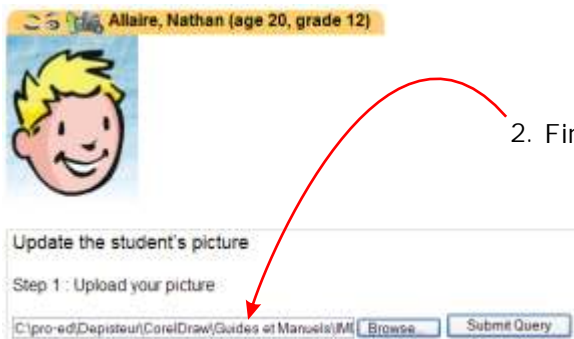 Allaire, Nathan (age 20, grade 12)
2. Fin
Update the student's picture
Step 1 : Upload your picture
C:\pro-ed\Depisteur\CorelDraw\Guides et Manuels\IM
Browse...
Submit Query